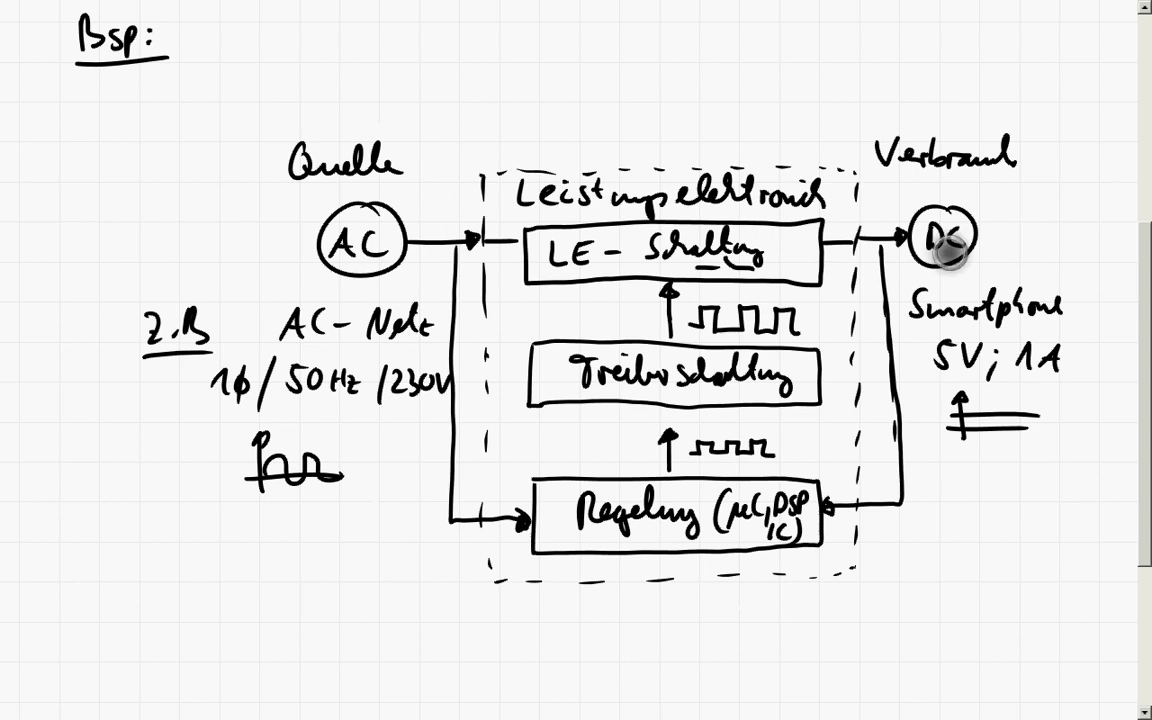 Bsp:
Quelle
Verbrauch
Leistungselektronik
AC
LE - Schaltung
DC
z.B
AC-Netz
1ϕ/50Hz/230V
Smartphone
5V; 1A
Treiberschaltung
Regelung (µC, DSP
IC)